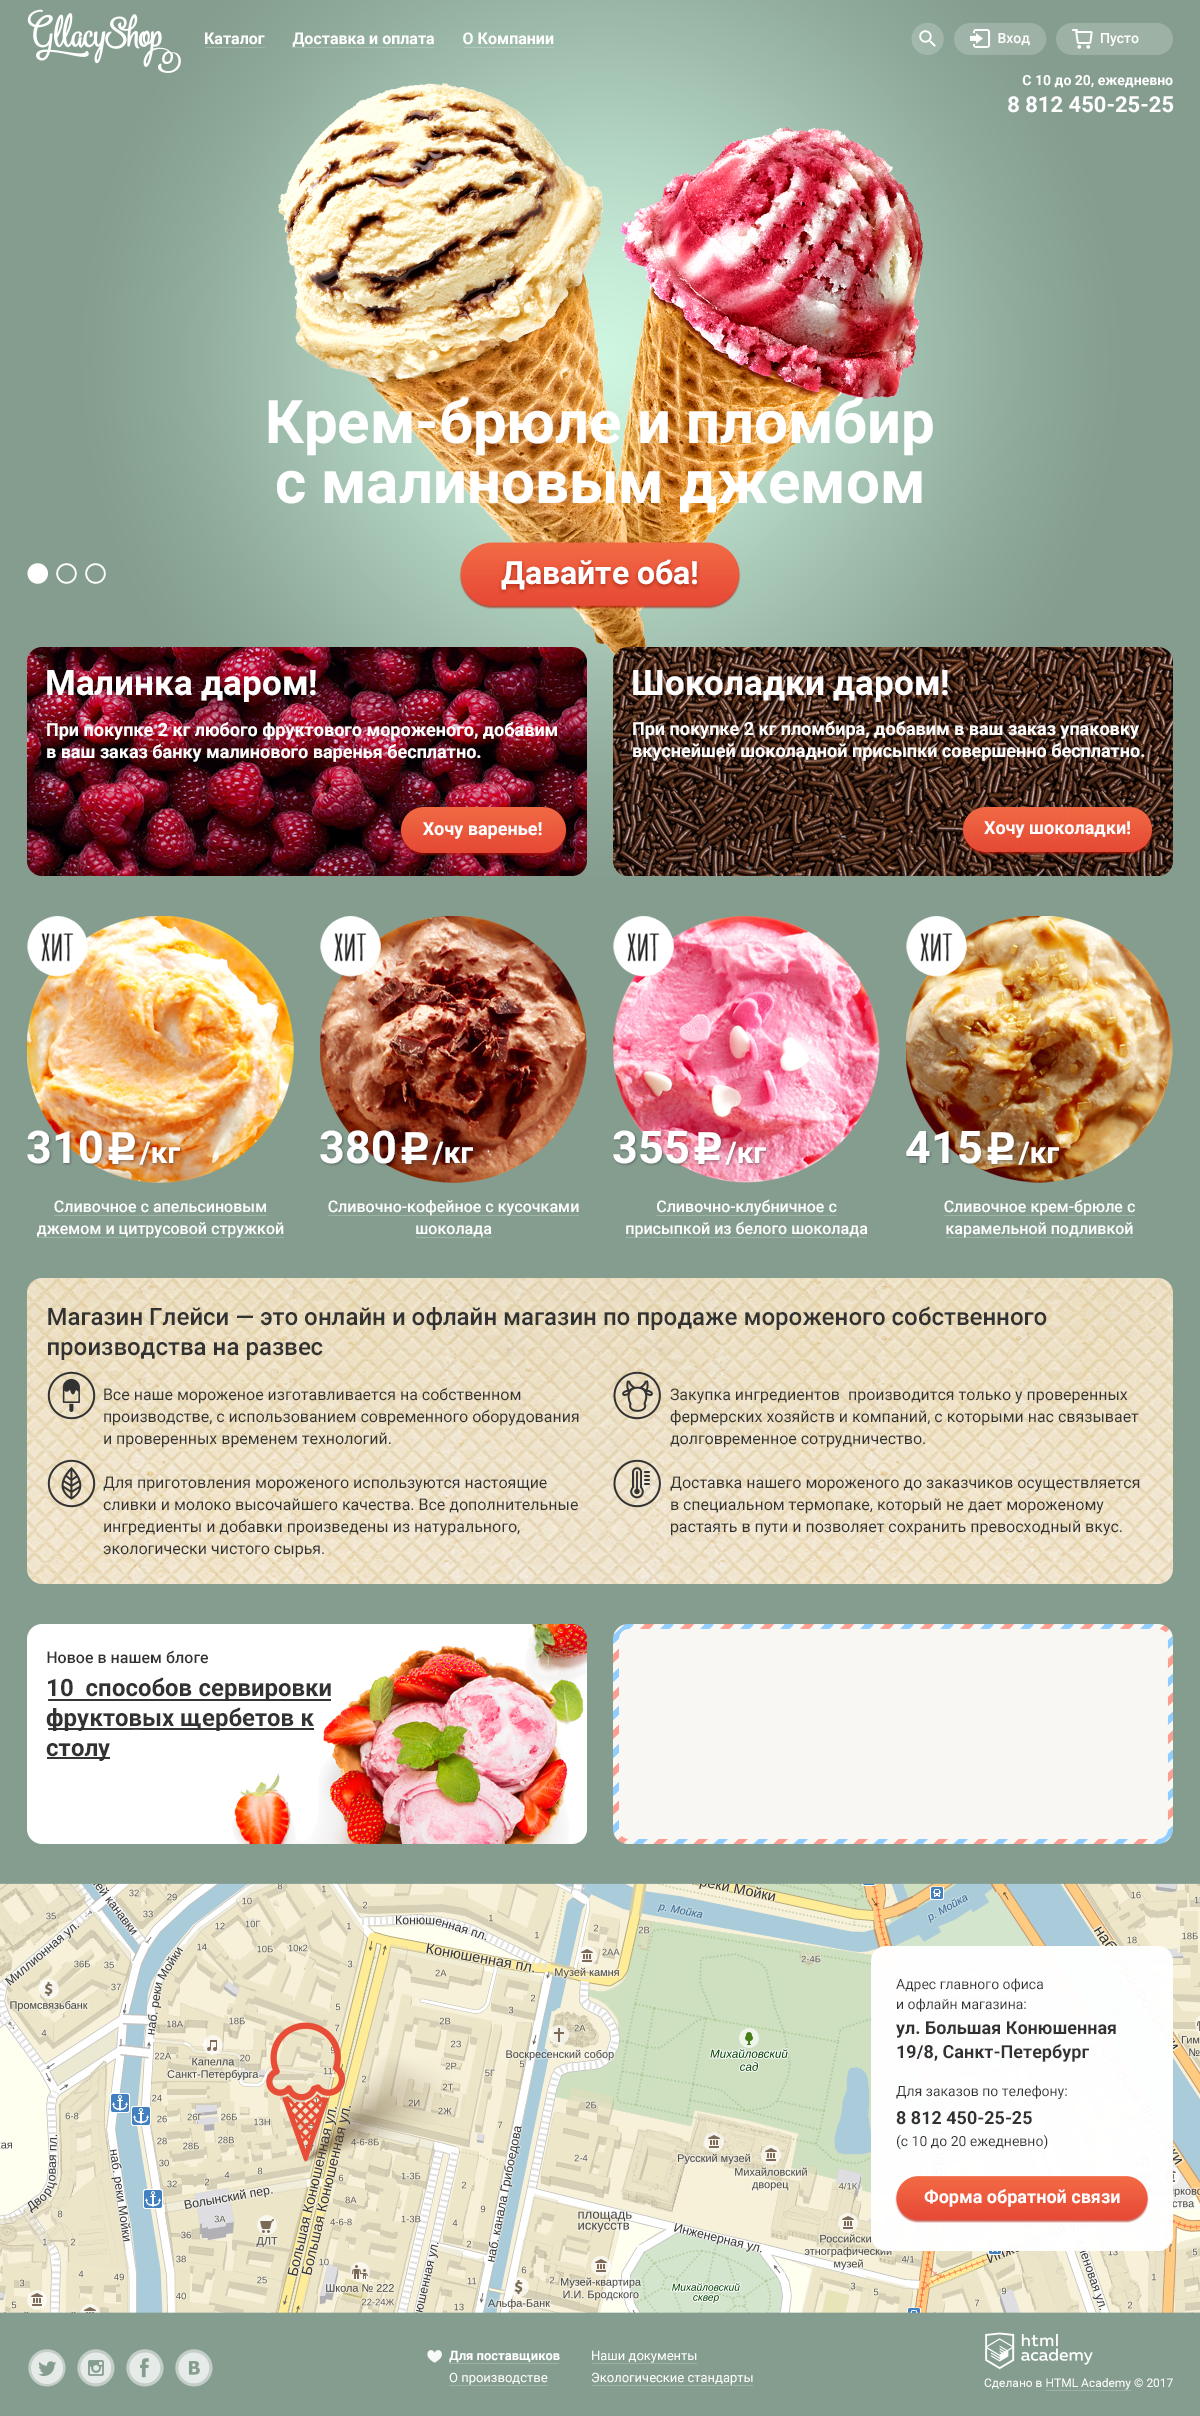 GllacyShop
Каталог
Доставка и оплата
О Компании
Вход
Пусто
С 10 до 20, ежедневно
8 812 450-25-25
Крем-брюле и пломбир
с малиновым джемом
Давайте оба!
Малинка даром!
При покупке 2 кг любого фруктового мороженого, добавим
в ваш заказ банку малинового варенья бесплатно.
Хочу варенье!
Шоколадки даром!
При покупке 2 кг пломбира, добавим в ваш заказ упаковку
вкуснейшей шоколадной присыпки совершенно бесплатно.
Хочу шоколадки!
ХИТ
310₽/кг
Сливочное с апельсиновым
джемом и цитрусовой стружкой
ХИТ
380₽/кг
Сливочно-кофейное с кусочками
шоколада
ХИТ
355₽/кг
Сливочно-клубничное с
присыпкой из белого шоколада
ХИТ
415₽/кг
Сливочное крем-брюле с
карамельной подливкой
Магазин Глейси — это онлайн и офлайн магазин по продаже мороженого собственного
производства на развес
Все наше мороженое изготавливается на собственном
производстве, с использованием современного оборудования
и проверенных временем технологий.
Закупка ингредиентов  производится только у проверенных
фермерских хозяйств и компаний, с которыми нас связывает
долговременное сотрудничество.
Для приготовления мороженого используются настоящие
сливки и молоко высочайшего качества. Все дополнительные
ингредиенты и добавки произведены из натурального,
экологически чистого сырья.
Доставка нашего мороженого до заказчиков осуществляется
в специальном термопаке, который не дает мороженому
растаять в пути и позволяет сохранить превосходный вкус.
Новое в нашем блоге
10  способов сервировки
фруктовых щербетов к
столу
Миллионная ул.
Промсвязьбанк
наб. реки Мойки
Конюшенная пл.
Конюшенная пл.
реки Мойки
р. Мойка
р. Мойка
Музей камня
Капелла
Санкт-Петербурга
Воскресенский собор
Михайловский
сад
Дворцовая пл.
наб. реки Мойки
Волынский пер.
ДЛТ
Большая Конюшенная ул.
Большая Конюшенная ул.
Школа № 222
наб. канала Грибоедова
Русский музей
Михайловский
дворец
площадь
искусств
Инженерная ул.
Российский
этнографический
музей
Музей-квартира
И.И. Бродского
Михайловский
сквер
Альфа-Банк
Адрес главного офиса
и офлайн магазина:
ул. Большая Конюшенная
19/8, Санкт-Петербург
Для заказов по телефону:
8 812 450-25-25
(с 10 до 20 ежедневно)
Форма обратной связи
Для поставщиков
О производстве
Наши документы
Экологические стандарты
html
academy
Сделано в HTML Academy © 2017